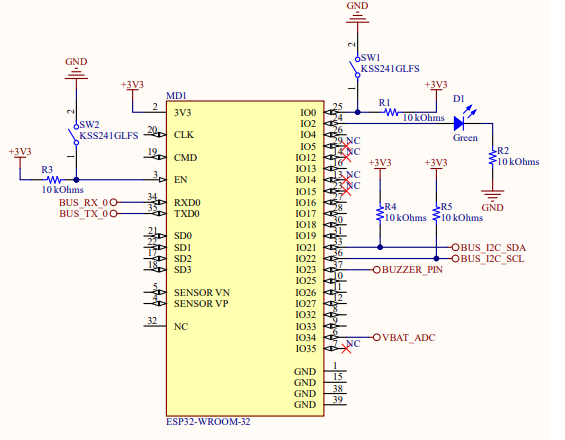 GND
2
SW1
KSS241GLFS
1
GND
+3V3
+3V3
MD1
R1
10 kOhms
D1
Green
2
SW2
KSS241GLFS
1
+3V3
R3
10 kOhms
R2
10 kOhms
GND
2 3V3 IO0 25
20 CLK IO2 24
IO4 26
19 CMD IO5 29 NC
IO12 14 NC
IO13 16
3 EN IO14 13 NC
IO15 23 NC
BUS_RX_0 34 RXD0 IO16 27
BUS_TX_0 35 TXD0 IO17 28
IO18 30
21 SD0 IO19 31
22 SD1 IO21 33 BUS_I2C_SDA
17 SD2 IO22 36 BUS_I2C_SCL
18 SD3 IO23 37 BUZZER_PIN
IO25 10
5 SENSOR VN IO26 11
4 SENSOR VP IO27 12
IO32 8
32 NC IO33 9
IO34 6 VBAT_ADC
IO35 7 NC
+3V3
+3V3
R4
10 kOhms
R5
10 kOhms
GND 1
GND 15
GND 38
GND 39
ESP32-WROOM-32